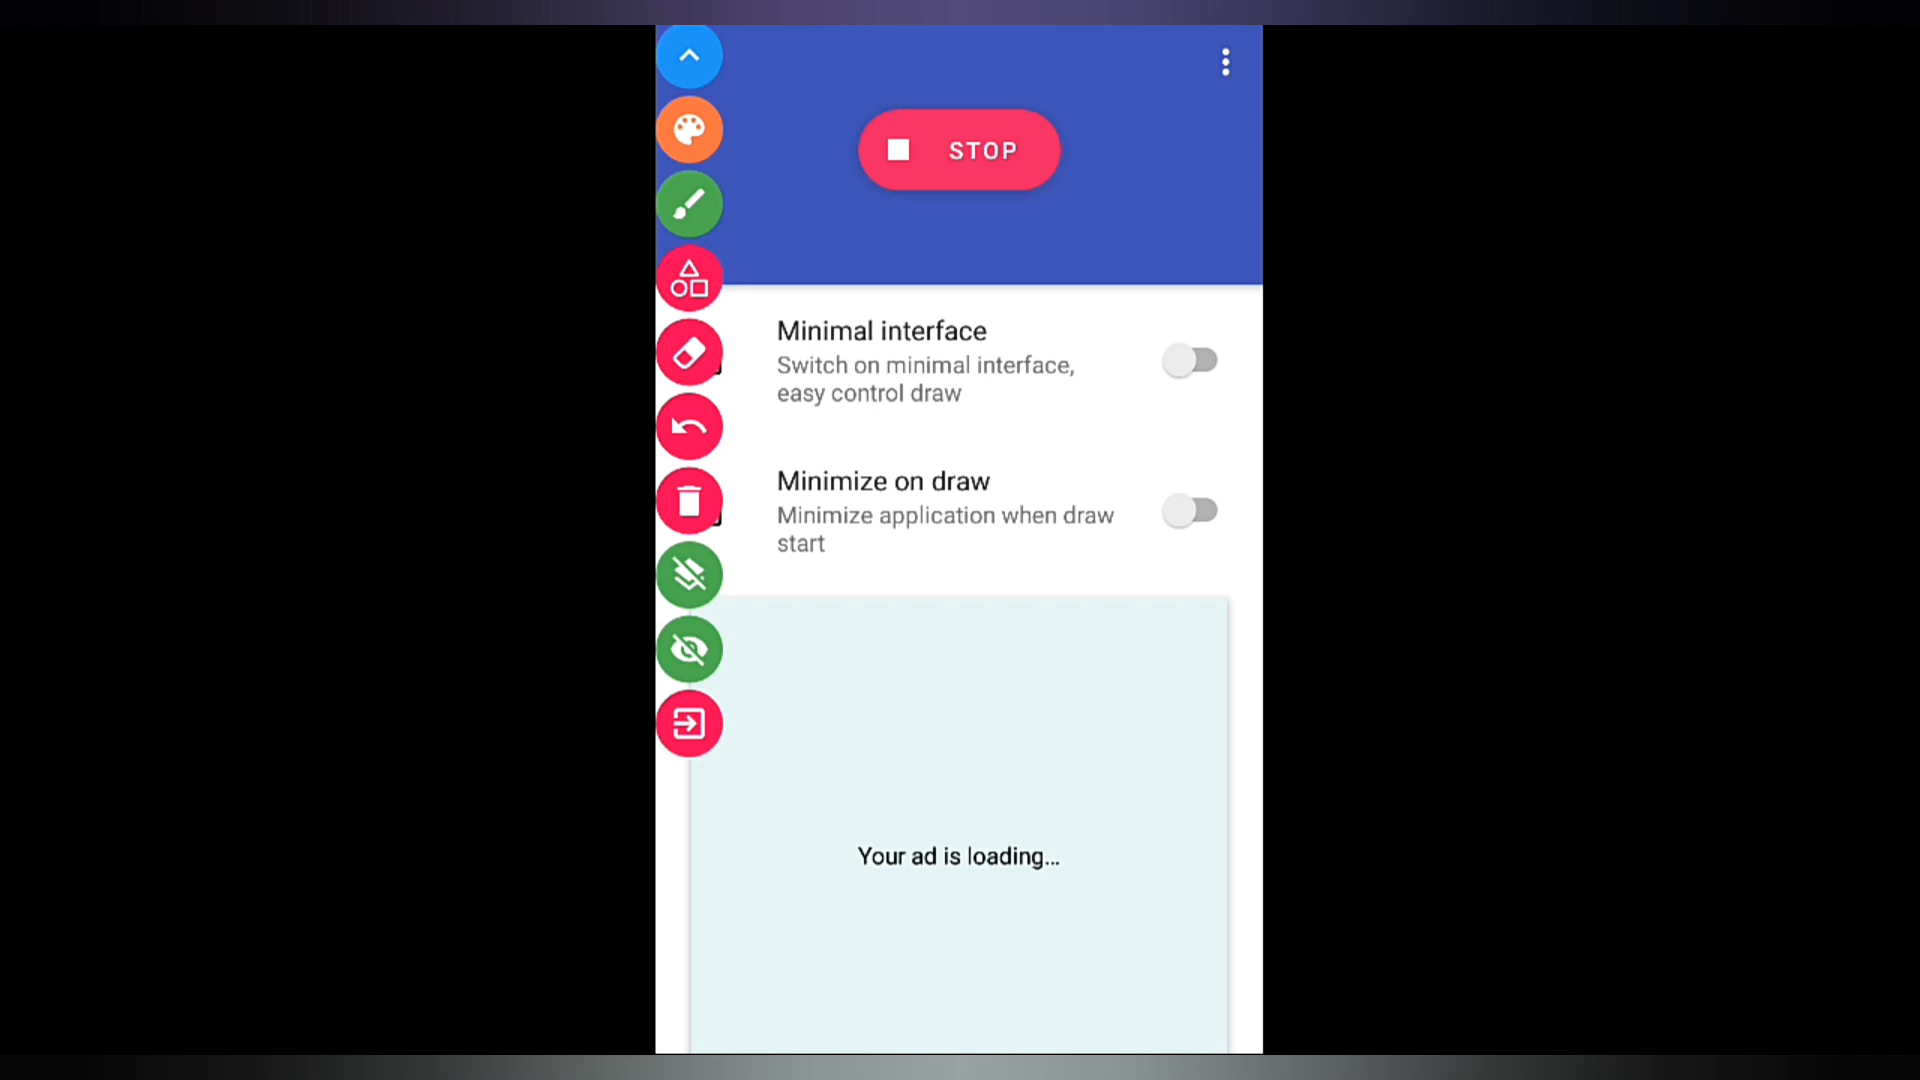 STOP
Minimal interface
Switch on minimal interface,
easy control draw
Minimize on draw
Minimize application when draw
start
Your ad is loading...